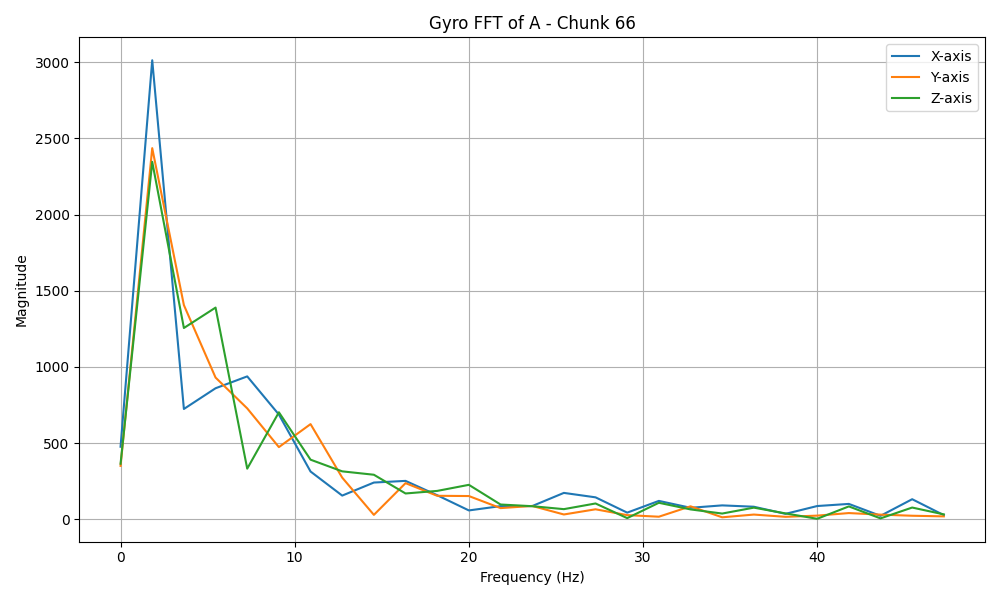 Gyro FFT of A - Chunk 66
X-axis
Y-axis
Z-axis
3000
2500
2000
1500
1000
500
0
Magnitude
0 10 20 30 40
Frequency (Hz)